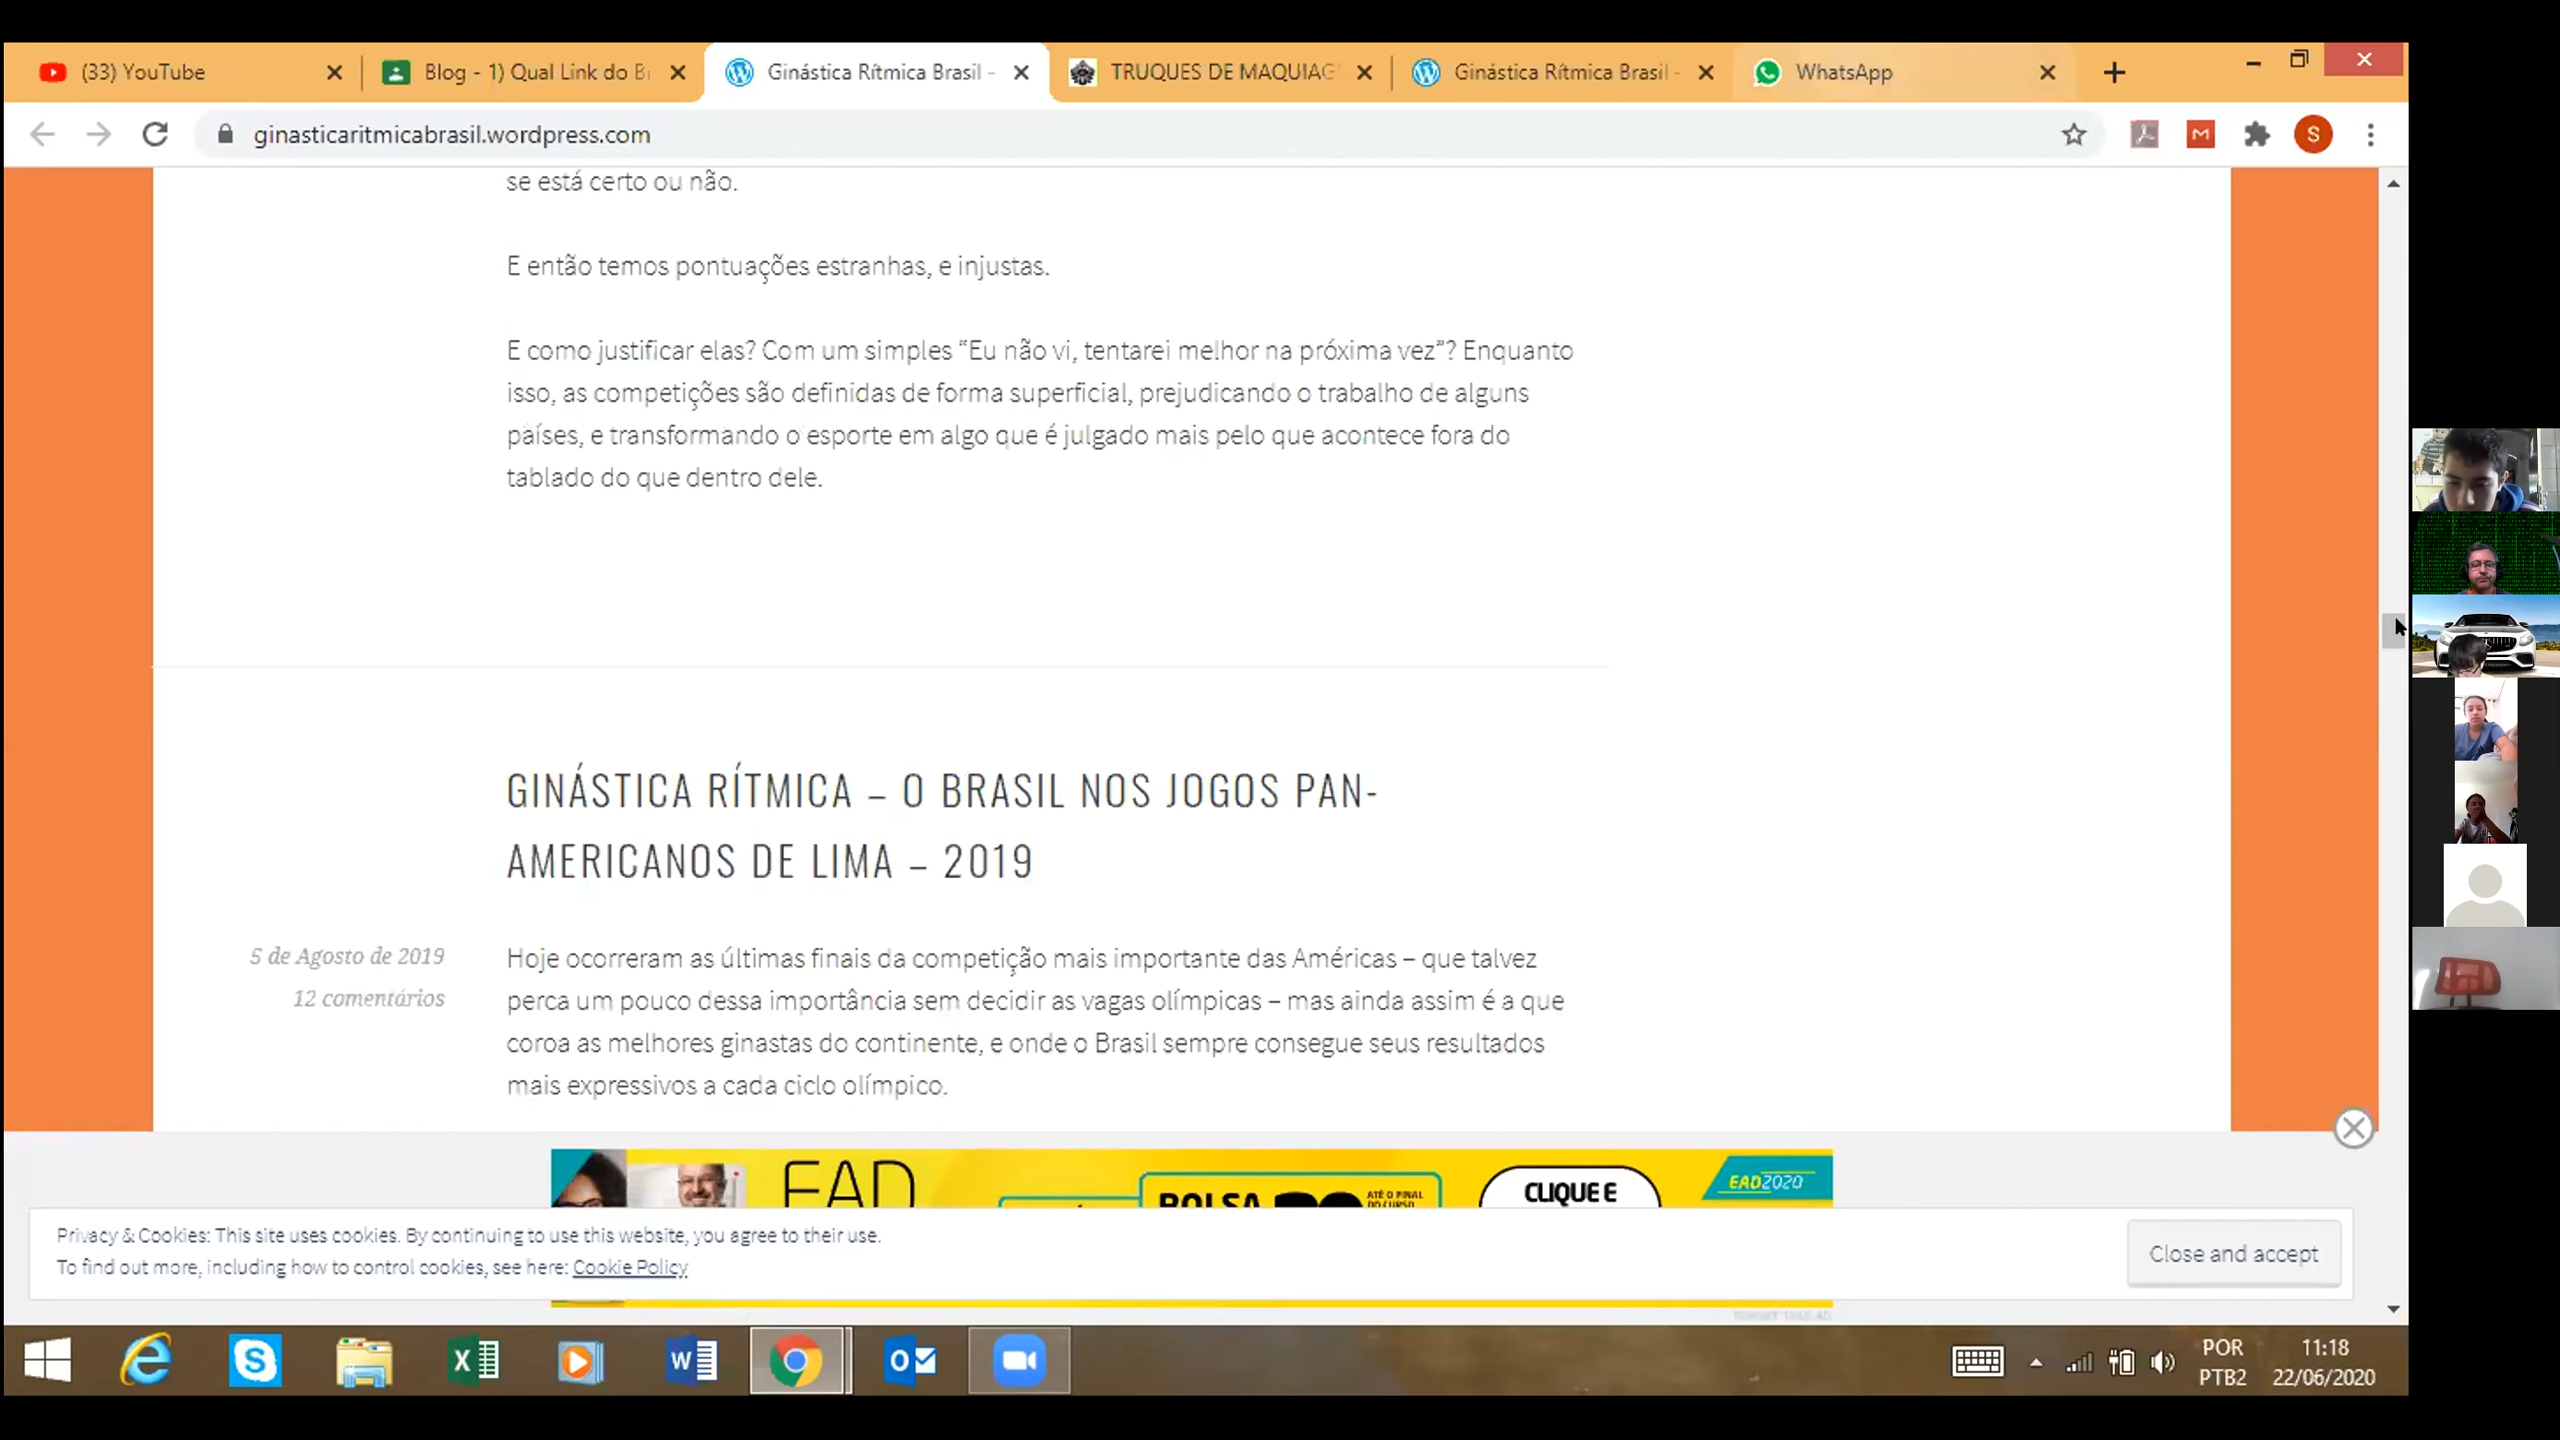 (33) YouTube
Blog - 1) Qual Link do B
Ginástica Rítmica Brasil -
TRUQUES DE MAQUIAG
Ginástica Rítmica Brasil -
WhatsApp
ginasticaritmicabrasil.wordpress.com
S
se está certo ou não.
E então temos pontuações estranhas, e injustas.
E como justificar elas? Com um simples “Eu não vi, tentarei melhor na próxima vez”? Enquanto
isso, as competições são definidas de forma superficial, prejudicando o trabalho de alguns
países, e transformando o esporte em algo que é julgado mais pelo que acontece fora do
tablado do que dentro dele.
GINÁSTICA RÍTMICA – O BRASIL NOS JOGOS PAN-
AMERICANOS DE LIMA – 2019
5 de Agosto de 2019
12 comentários
Hoje ocorreram as últimas finais da competição mais importante das Américas – que talvez
perca um pouco dessa importância sem decidir as vagas olímpicas – mas ainda assim é a que
coroa as melhores ginastas do continente, e onde o Brasil sempre consegue seus resultados
mais expressivos a cada ciclo olímpico.
EAD
BOLSA
ATÉ O FINAL
DO CURSO
CLIQUE E
EAD2020
Privacy & Cookies: This site uses cookies. By continuing to use this website, you agree to their use.
To find out more, including how to control cookies, see here: Cookie Policy
Close and accept
POR
PTB2
11:18
22/06/2020